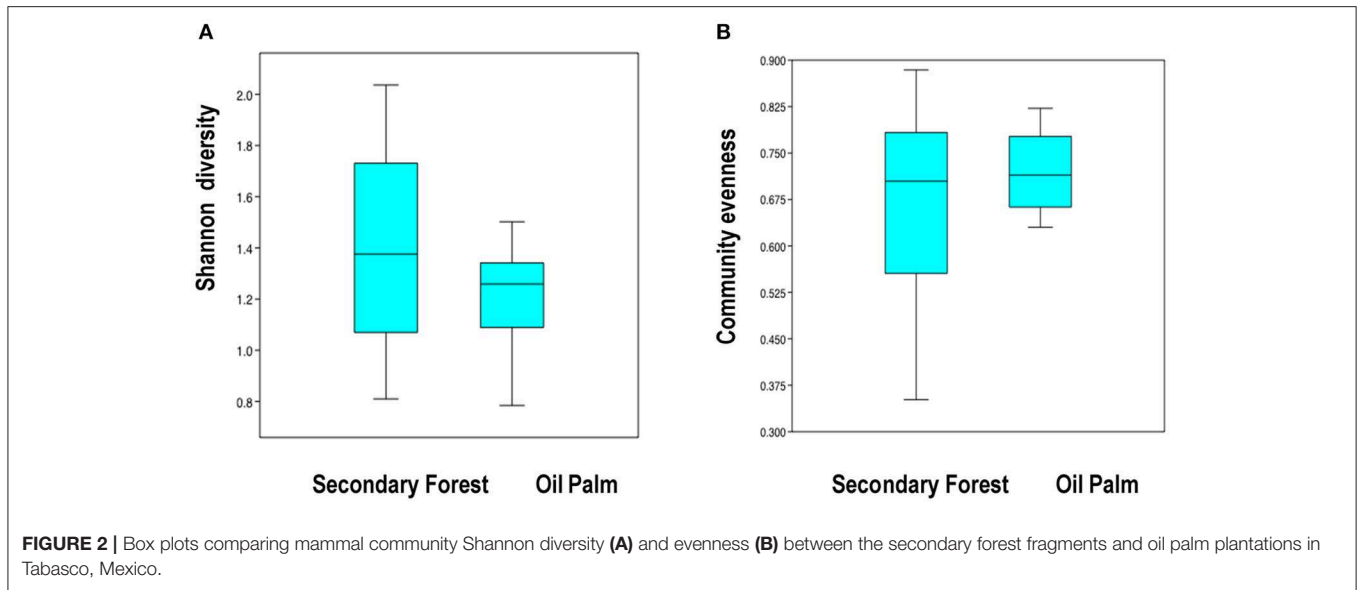 A
Shannon diversity
2.0
1.8
1.6
1.4
1.2
1.0
0.8
Secondary Forest
Oil Palm
B
Community evenness
0.900
0.825
0.750
0.675
0.600
0.525
0.450
0.375
0.300
Secondary Forest
Oil Palm
FIGURE 2 | Box plots comparing mammal community Shannon diversity (A) and evenness (B) between the secondary forest fragments and oil palm plantations in
Tabasco, Mexico.